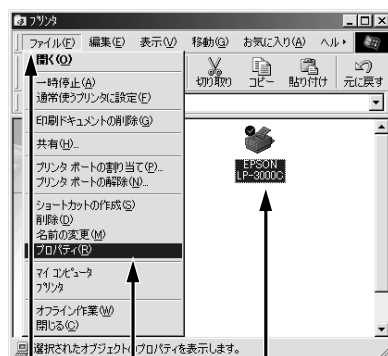 プリンタ
ファイル(F) 編集(E) 表示(V) 移動(G) お気に入り(A) ヘル
開く(O)
一時停止(A)
通常使うプリンタに設定(F)
印刷ドキュメントの削除(G)
共有(H)...
プリンタ ポートの割り当て(P)...
プリンタ ポートの解除(N)...
ショートカットの作成(S)
削除(D)
名前の変更(M)
プロパティ(R)
マイ コンピュータ
プリンタ
オフライン作業(W)
閉じる(C)
切り取り コピー 貼り付け 元に戻す
EPSON
LP-3000C
選択されたオブジェクトのプロパティを表示します。